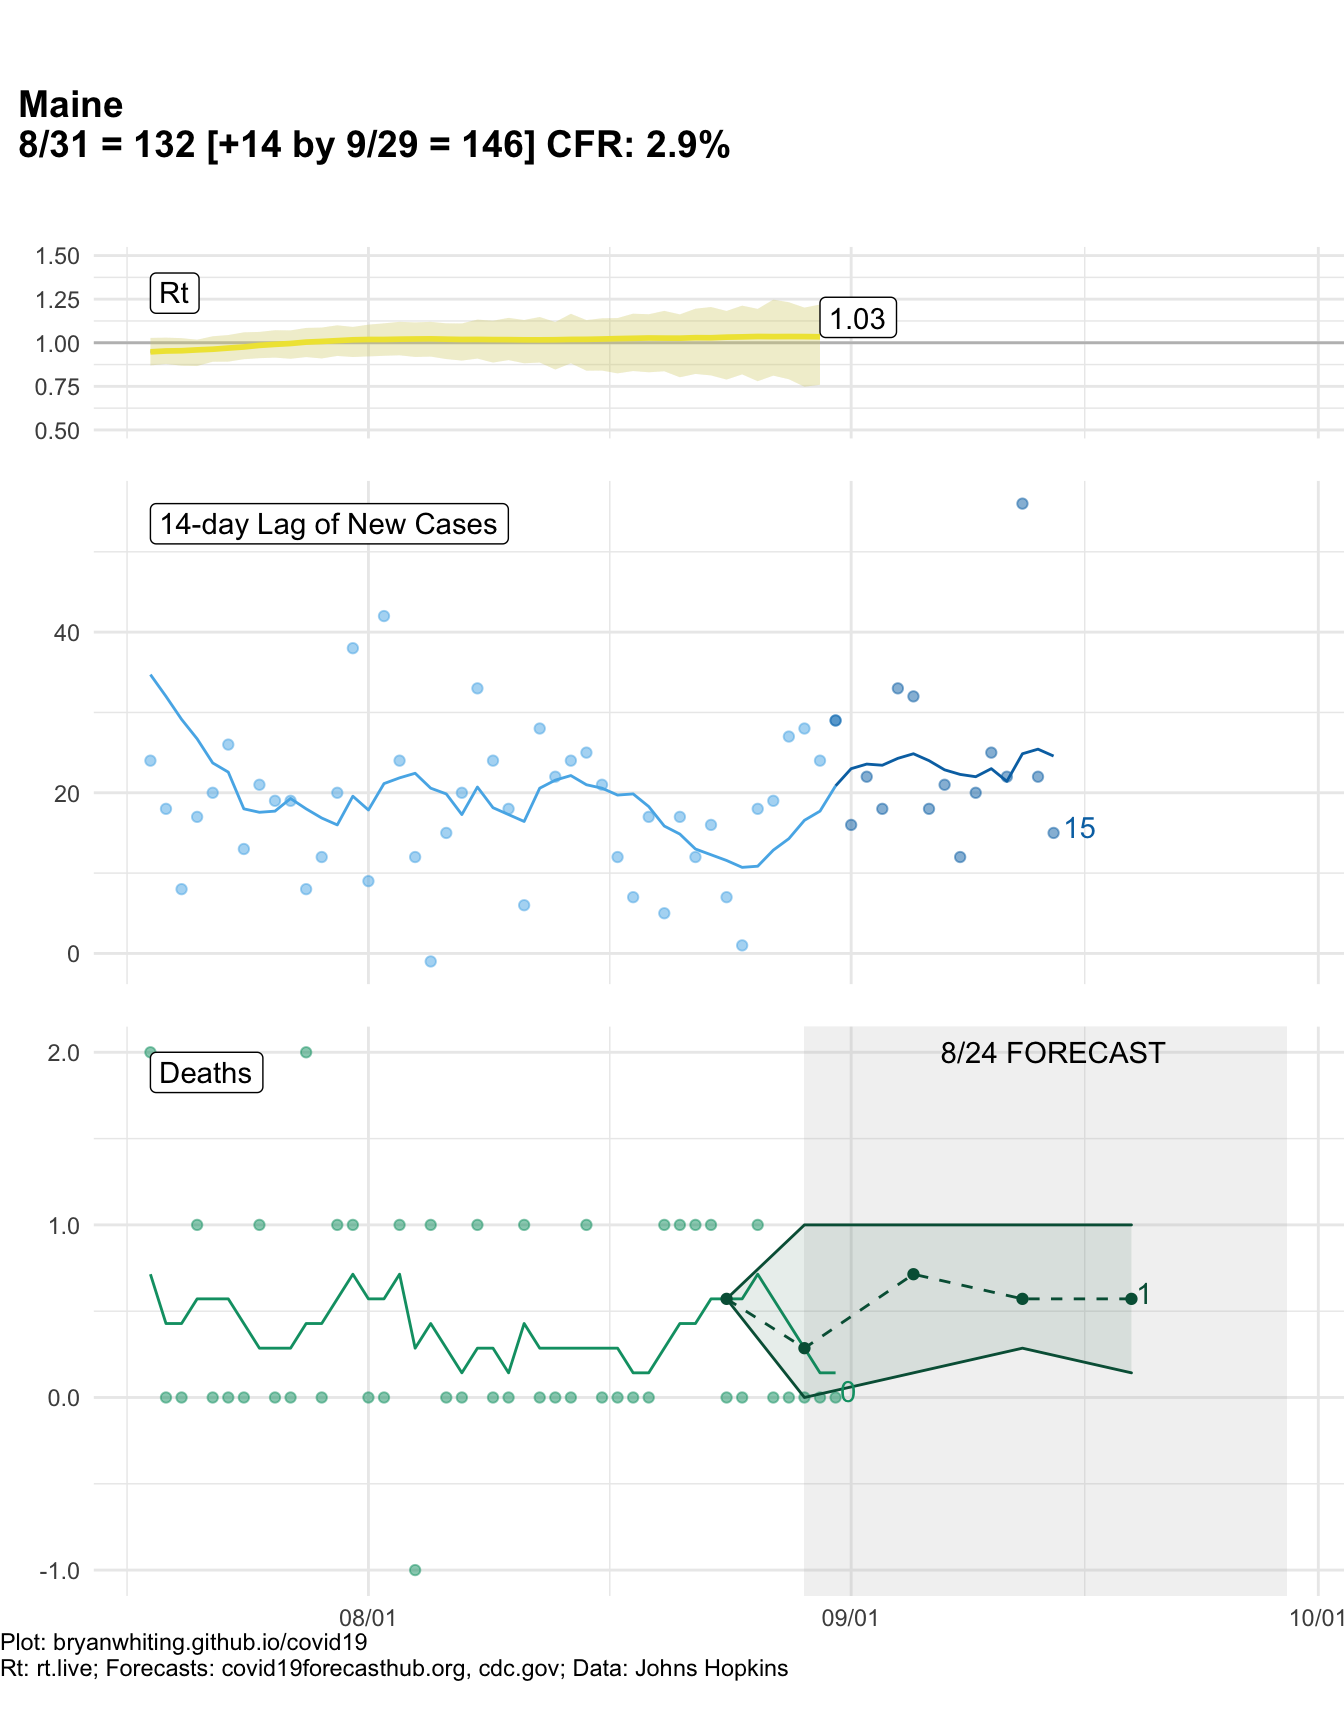 Maine
8/31 = 132 [+14 by 9/29 = 146] CFR: 2.9%
1.50
1.25
1.00
0.75
0.50
Rt
1.03
14-day Lag of New Cases
40
20
0
15
2.0
1.0
0.0
-1.0
Deaths
8/24 FORECAST
1
0
08/01
09/01
10/01
Plot: bryanwhiting.github.io/covid19
Rt: rt.live; Forecasts: covid19forecasthub.org, cdc.gov; Data: Johns Hopkins